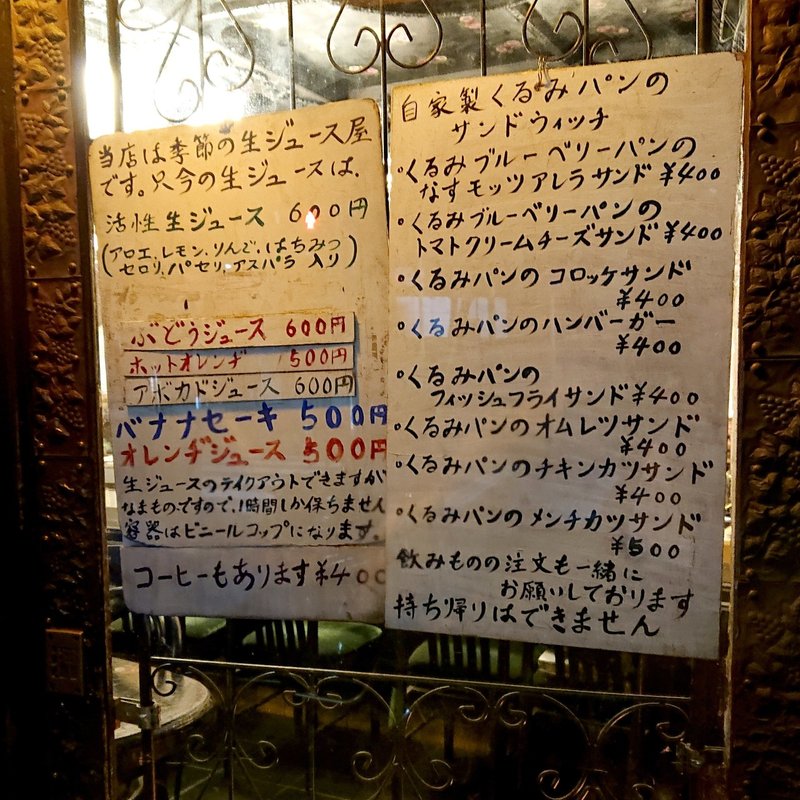 当店は季節の生ジュース屋
です。只今の生ジュースは、
活性生ジュース 600円
(アロエ、レモン、りんご、はちみつ
セロリ、パセリ、アスパラ 入り)
ぶどうジュース 600円
ホットオレンヂ 500円
アボカドジュース 600円
バナナセーキ 500円
オレンヂジュース 500円
生ジュースのテイクアウトできますが
なまものですので、1時間しか保ちません
容器はビニールコップになります。
コーヒーもあります¥400
自家製くるみパンの
サンドウィッチ
・くるみブルーベリーパンの
なすモッツアレラサンド ¥400
・くるみブルーベリーパンの
トマトクリームチーズサンド¥400
・くるみパンのコロッケサンド
¥400
・くるみパンのハンバーガー
¥400
・くるみパンの
フィッシュフライサンド¥400
・くるみパンのオムレツサンド
¥400
・くるみパンのチキンカツサンド
¥400
・くるみパンのメンチカツサンド
¥500
飲みものの注文も一緒に
お願いしております
持ち帰りはできません